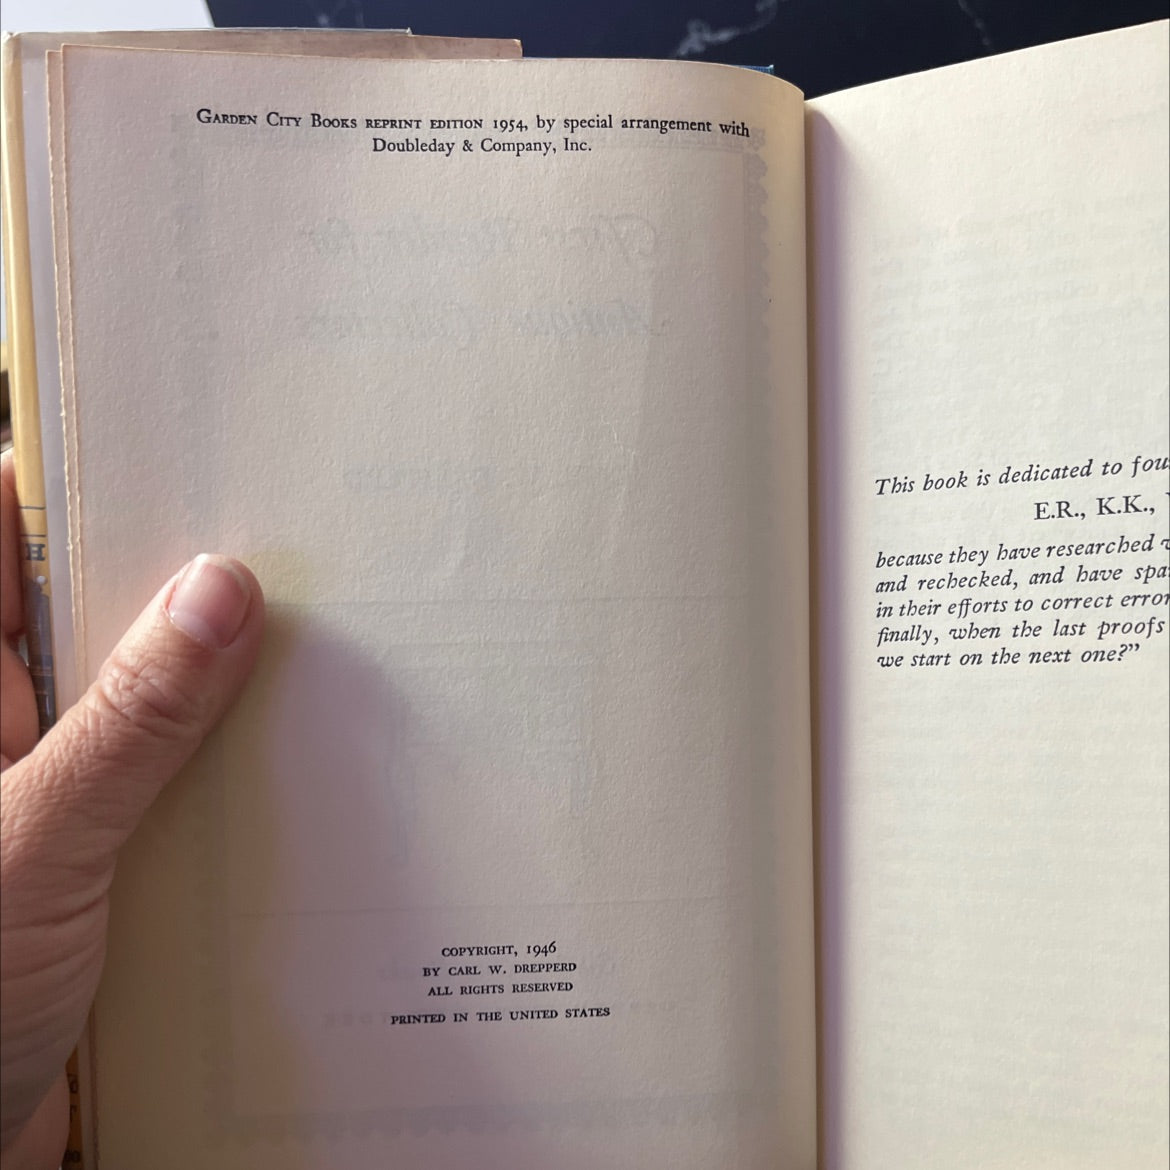 Garden City Books reprint edition 1954, by special arrangement with
Doubleday & Company, Inc.
COPYRIGHT, 1946
BY CARL W. DREPPERD
ALL RIGHTS RESERVED
PRINTED IN THE UNITED STATES
This book is dedicated to fou
E.R., K.K.,
because they have researched
and rechecked, and have spa
in their efforts to correct error
finally, when the last proofs
we start on the next one?”